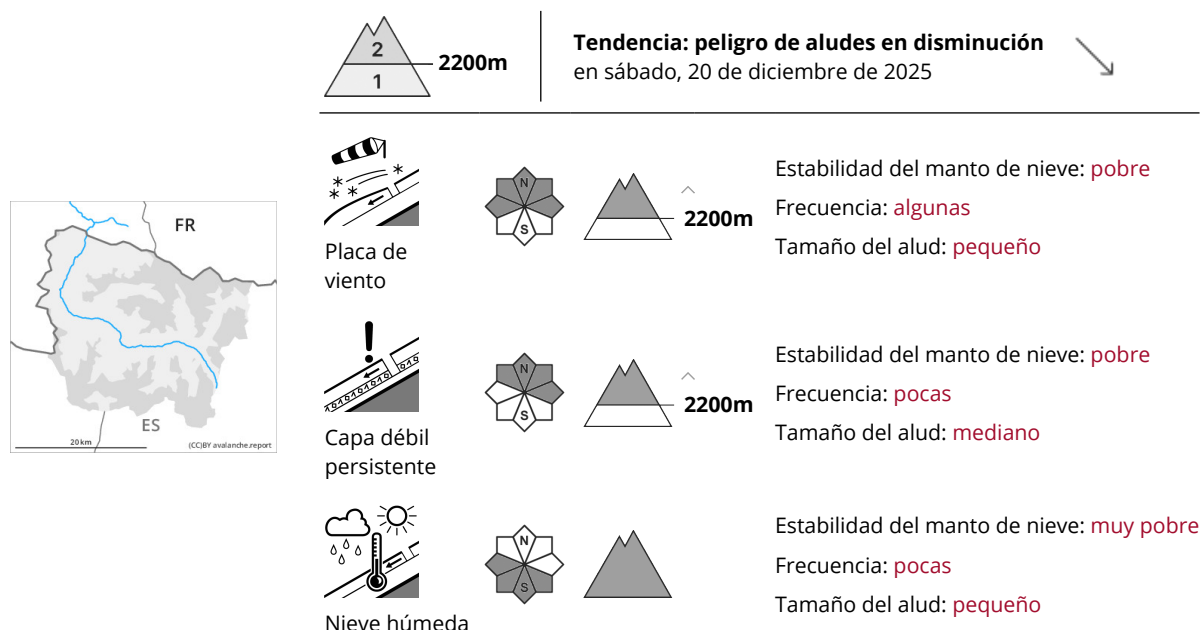 2
1
2200m
Tendencia: peligro de aludes en disminución
en sábado, 20 de diciembre de 2025
FR
ES
20 km
(CC)BY avalanche.report
N
S
2200m
Placa de
viento
Estabilidad del manto de nieve: pobre
Frecuencia: algunas
Tamaño del alud: pequeño
N
S
2200m
Capa débil
persistente
Estabilidad del manto de nieve: pobre
Frecuencia: pocas
Tamaño del alud: mediano
N
S
Nieve húmeda
Estabilidad del manto de nieve: muy pobre
Frecuencia: pocas
Tamaño del alud: pequeño